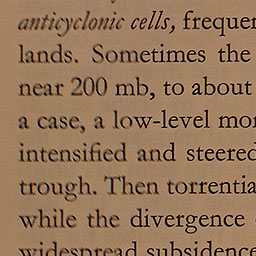 anticyclonic cells, frequen
lands. Sometimes the
near 200 mb, to about
a case, a low-level mo
intensified and steered
trough. Then torrentia
while the divergence
widespread subsidence